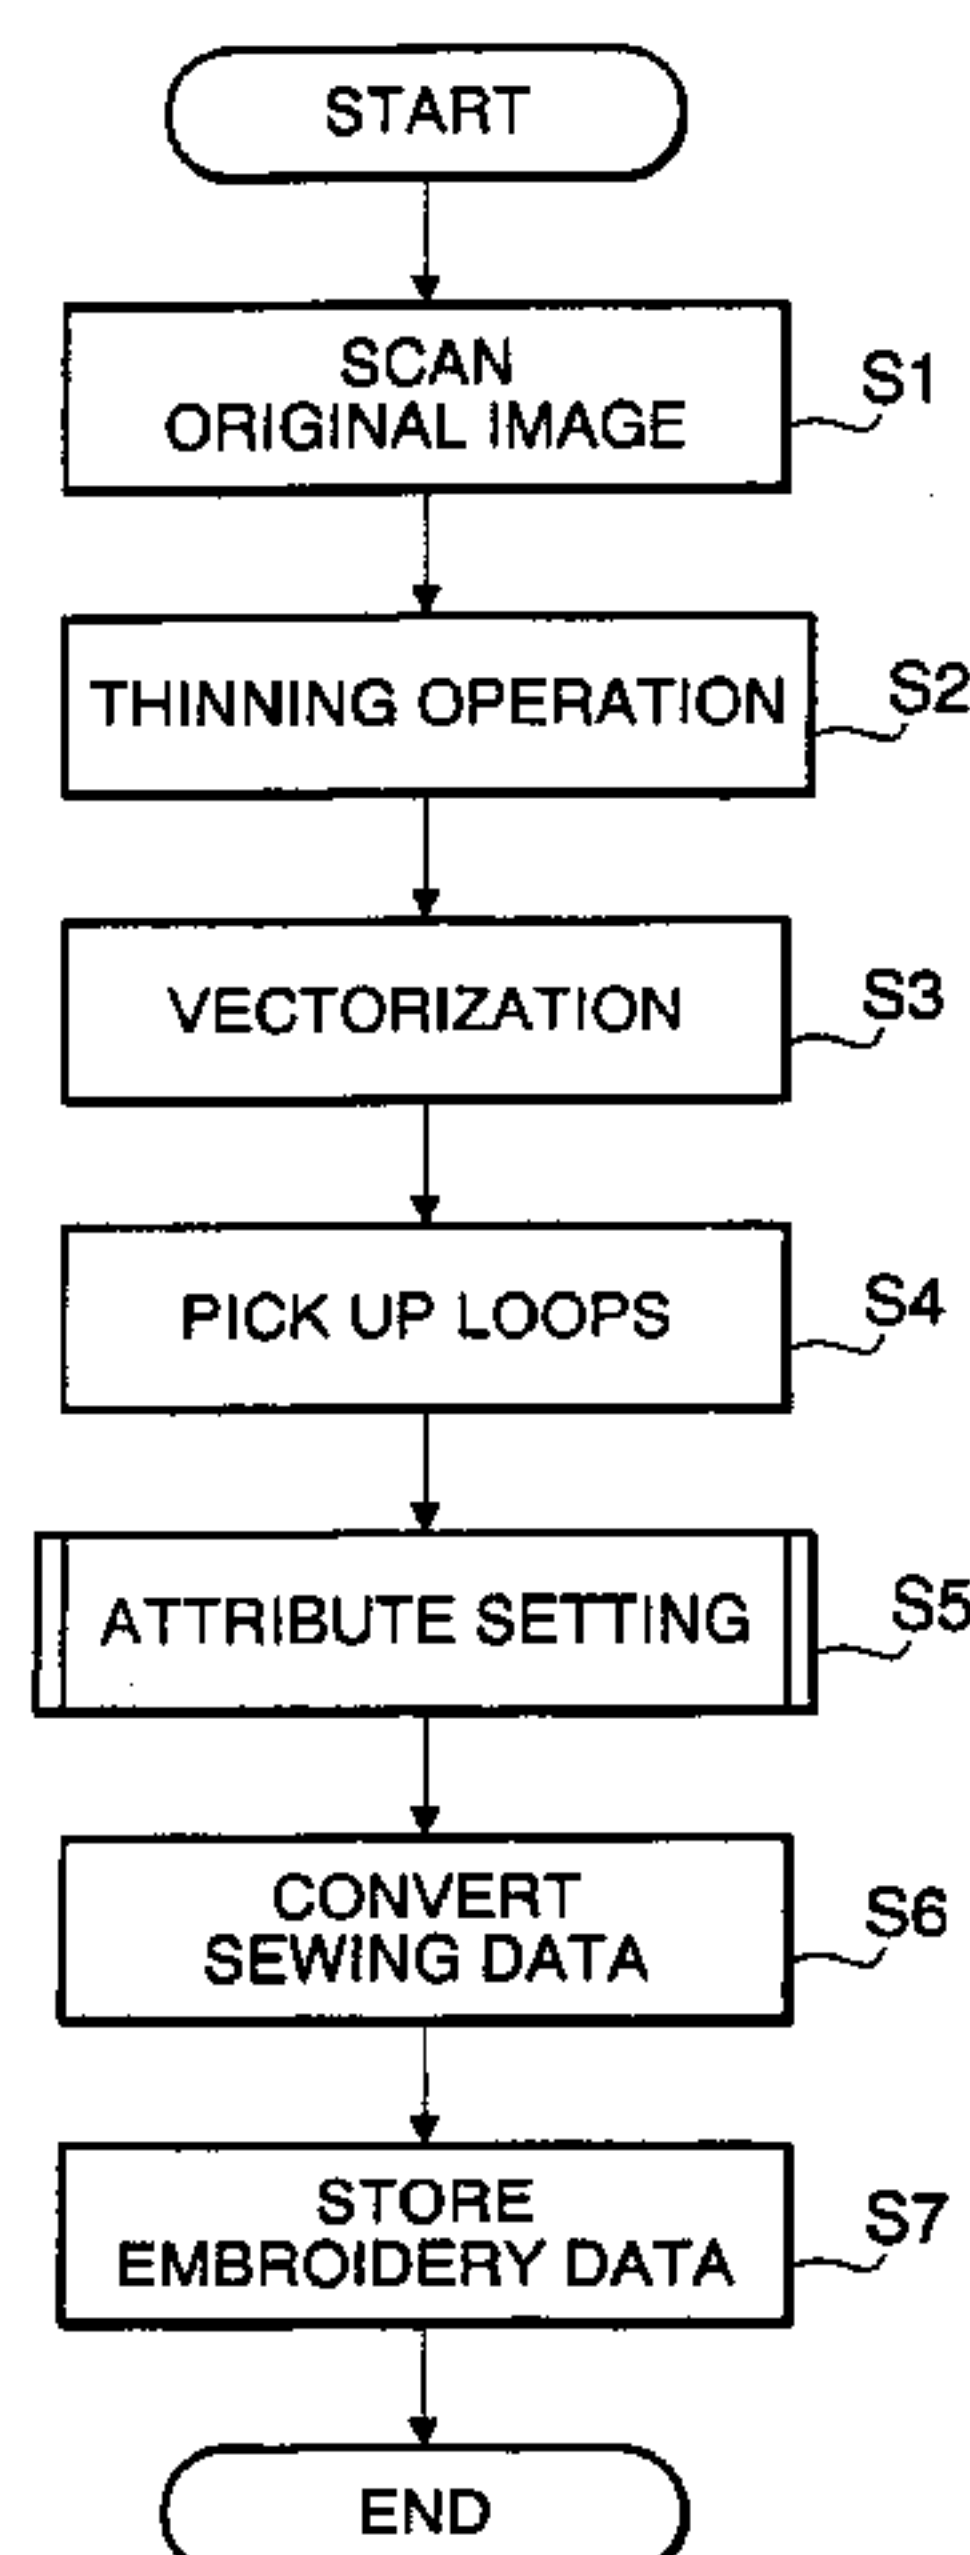 START
SCAN
ORIGINAL IMAGE
S1
THINNING OPERATION
S2
VECTORIZATION
S3
PICK UP LOOPS
S4
ATTRIBUTE SETTING
S5
CONVERT
SEWING DATA
S6
STORE
EMBROIDERY DATA
S7
END